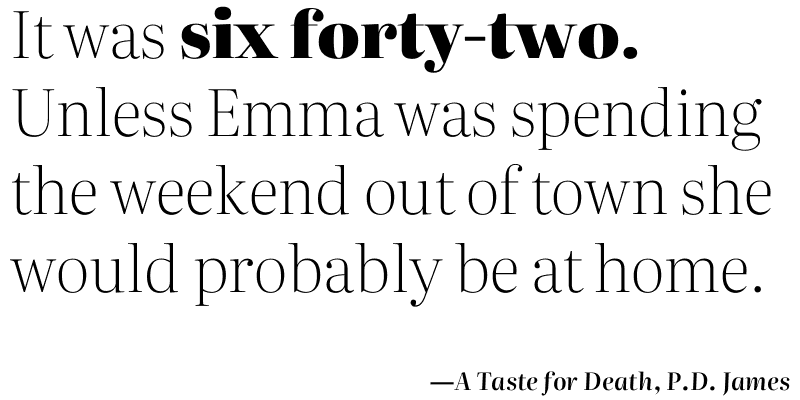 It was six forty-two.
Unless Emma was spending
the weekend out of town she
would probably be at home.
—A Taste for Death, P.D. James